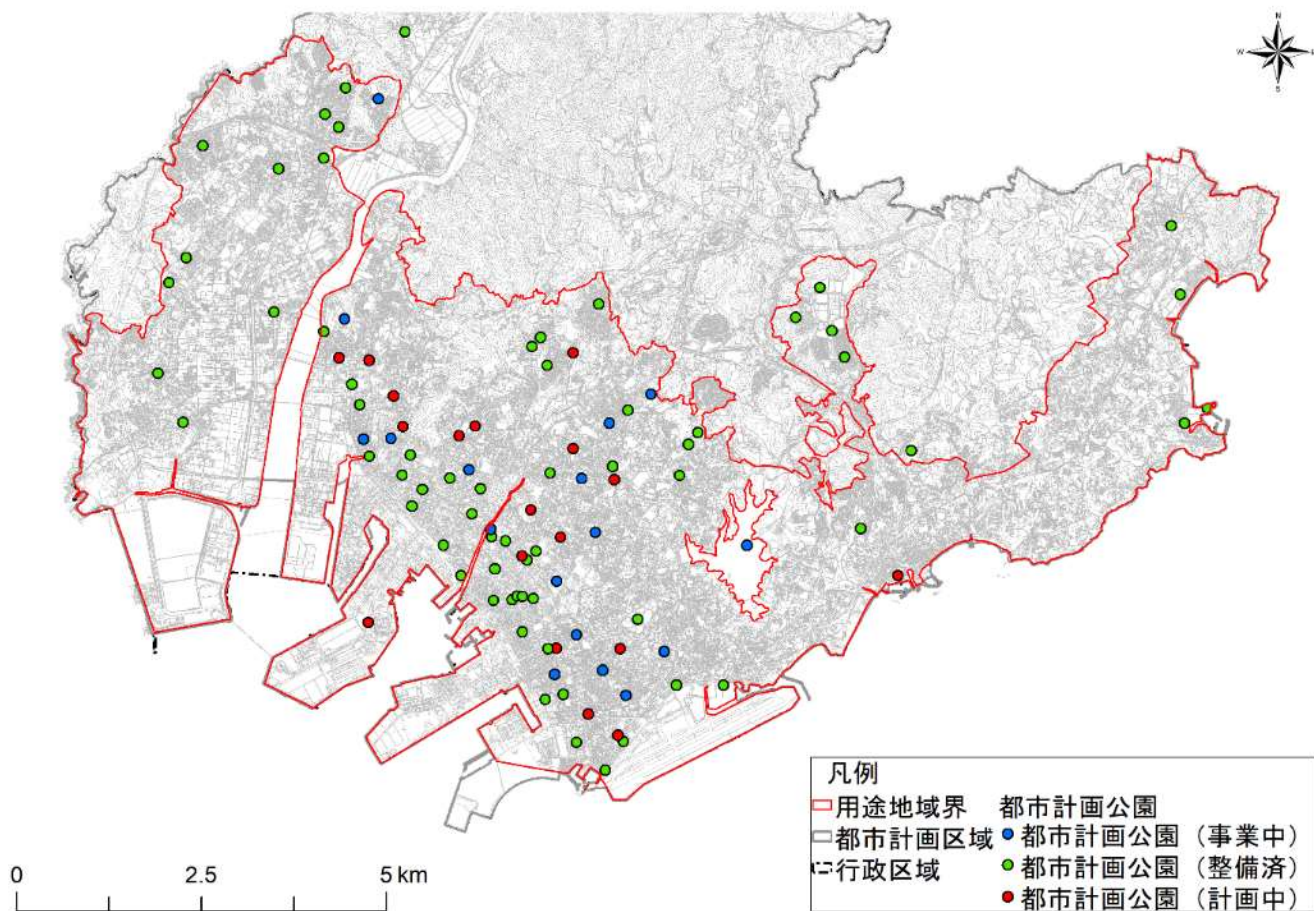 N
W
E
S
凡例
用途地域界
都市計画区域
行政区域
都市計画公園
都市計画公園（事業中）
都市計画公園（整備済）
都市計画公園（計画中）
0 2.5 5 km